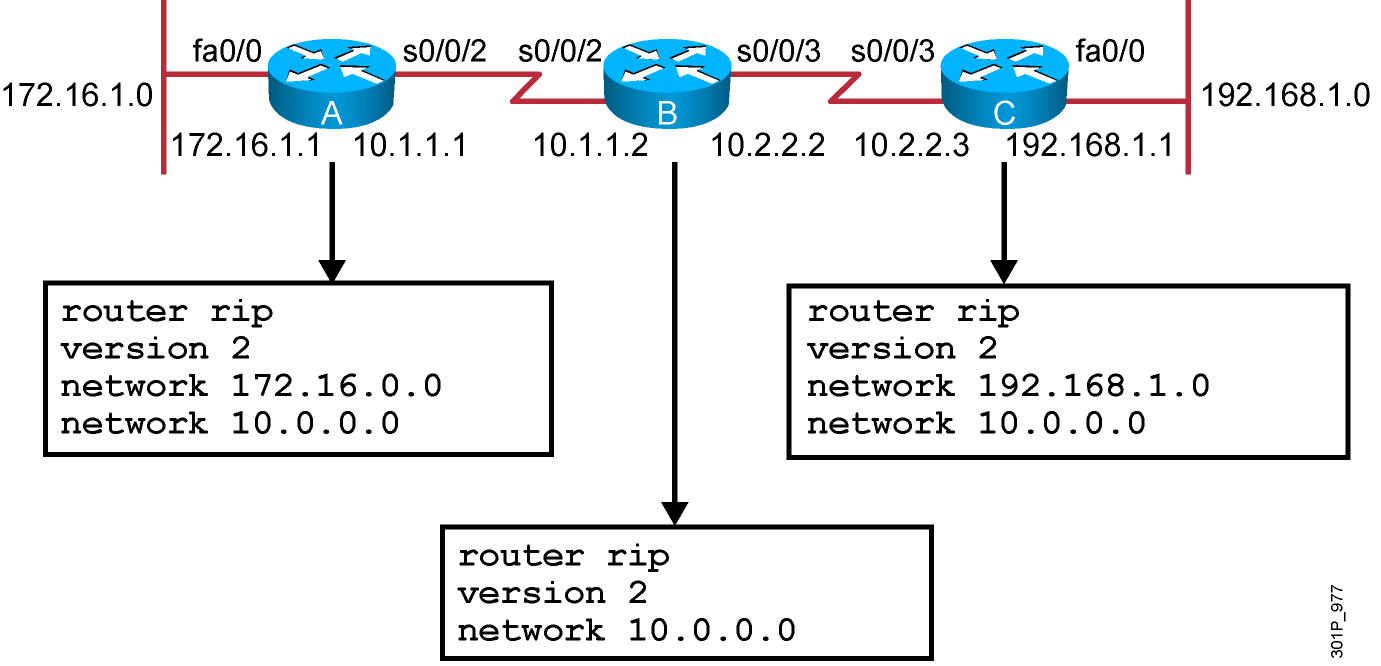 fa0/0 s0/0/2 s0/0/2 s0/0/3 s0/0/3 fa0/0
172.16.1.0 A B C 192.168.1.0
172.16.1.1 10.1.1.1 10.1.1.2 10.2.2.2 10.2.2.3 192.168.1.1
router rip
version 2
network 172.16.0.0
network 10.0.0.0
router rip
version 2
network 192.168.1.0
network 10.0.0.0
router rip
version 2
network 10.0.0.0
301P_977